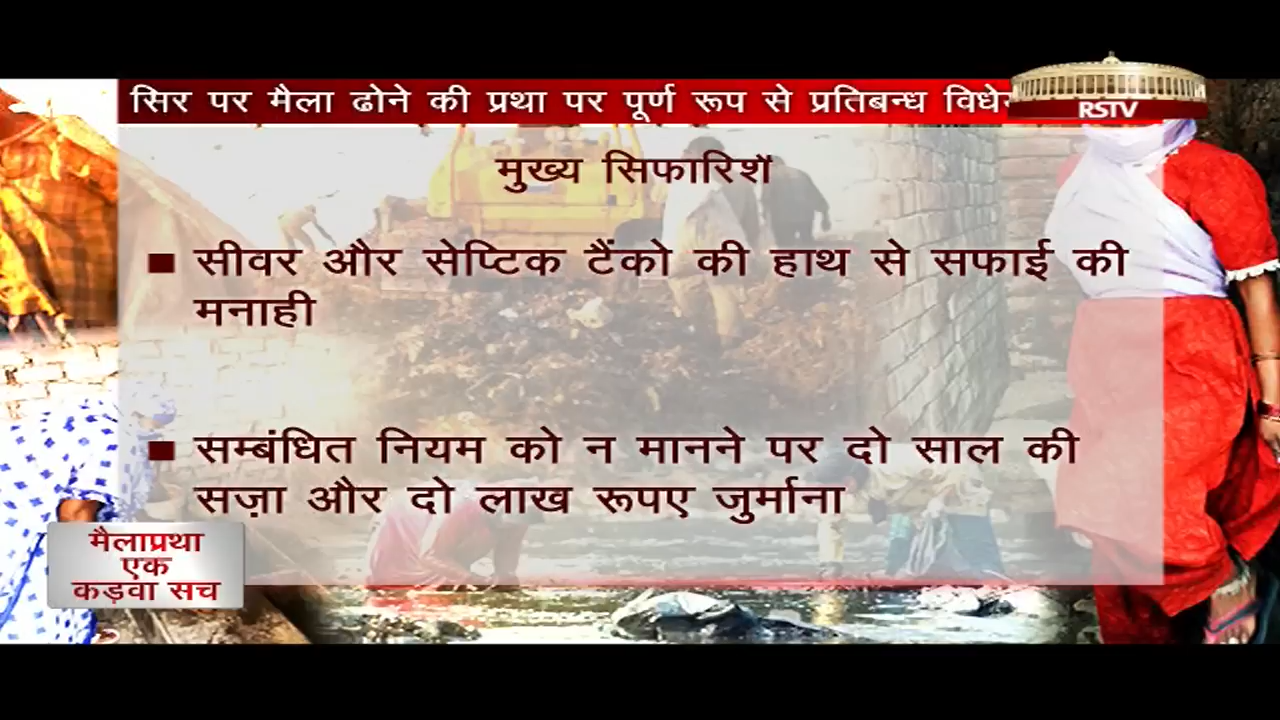 सिर पर मैला ढोने की प्रथा पर पूर्ण रूप से प्रतिबन्ध
RSTV
मुख्य सिफारिशें
■ सीवर और सेप्टिक टैंको की हाथ से सफाई की
मनाही
■ सम्बंधित नियम को न मानने पर दो साल की
सज़ा और दो लाख रूपए जुर्माना
मैलाप्रथा
एक
कड़वा सच